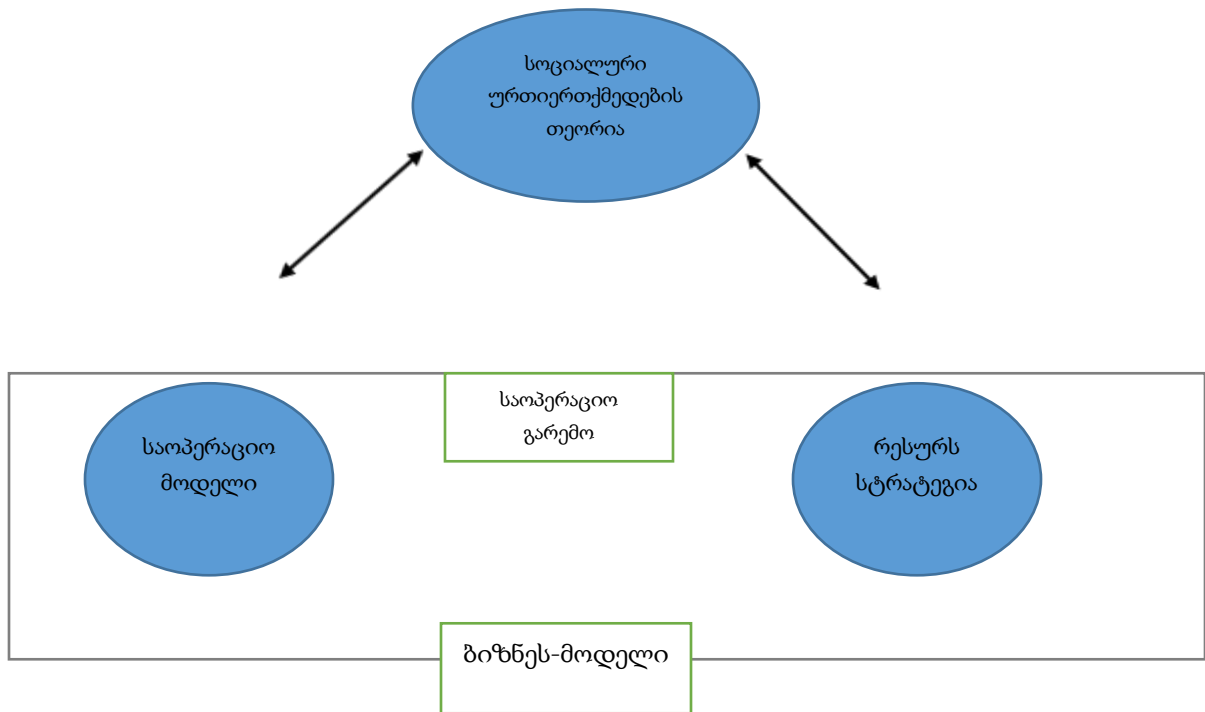 სოციალური
ურთიერთქმედების
თეორია
საოპერაციო
გარემო
საოპერაციო
მოდელი
რესურს
სტრატეგია
ბიზნეს-მოდელი